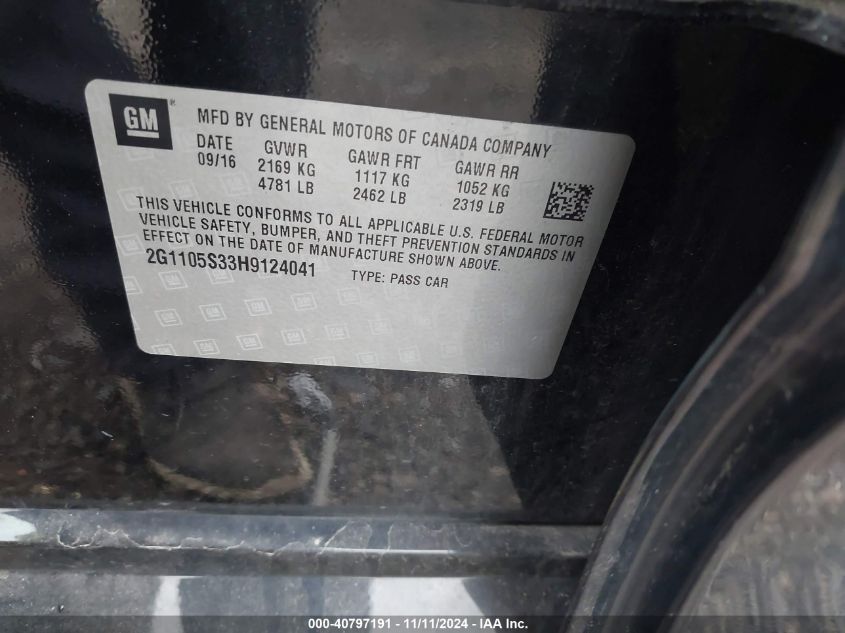 GM ®
MFD BY GENERAL MOTORS OF CANADA COMPANY
DATE GVWR GAWR FRT GAWR RR
09/16 2169 KG 1117 KG 1052 KG
4781 LB 2462 LB 2319 LB
THIS VEHICLE CONFORMS TO ALL APPLICABLE U.S. FEDERAL MOTOR
VEHICLE SAFETY, BUMPER, AND THEFT PREVENTION STANDARDS IN
EFFECT ON THE DATE OF MANUFACTURE SHOWN ABOVE.
2G1105S33H9124041 TYPE: PASS CAR
000-40797191 - 11/11/2024 - IAA Inc.